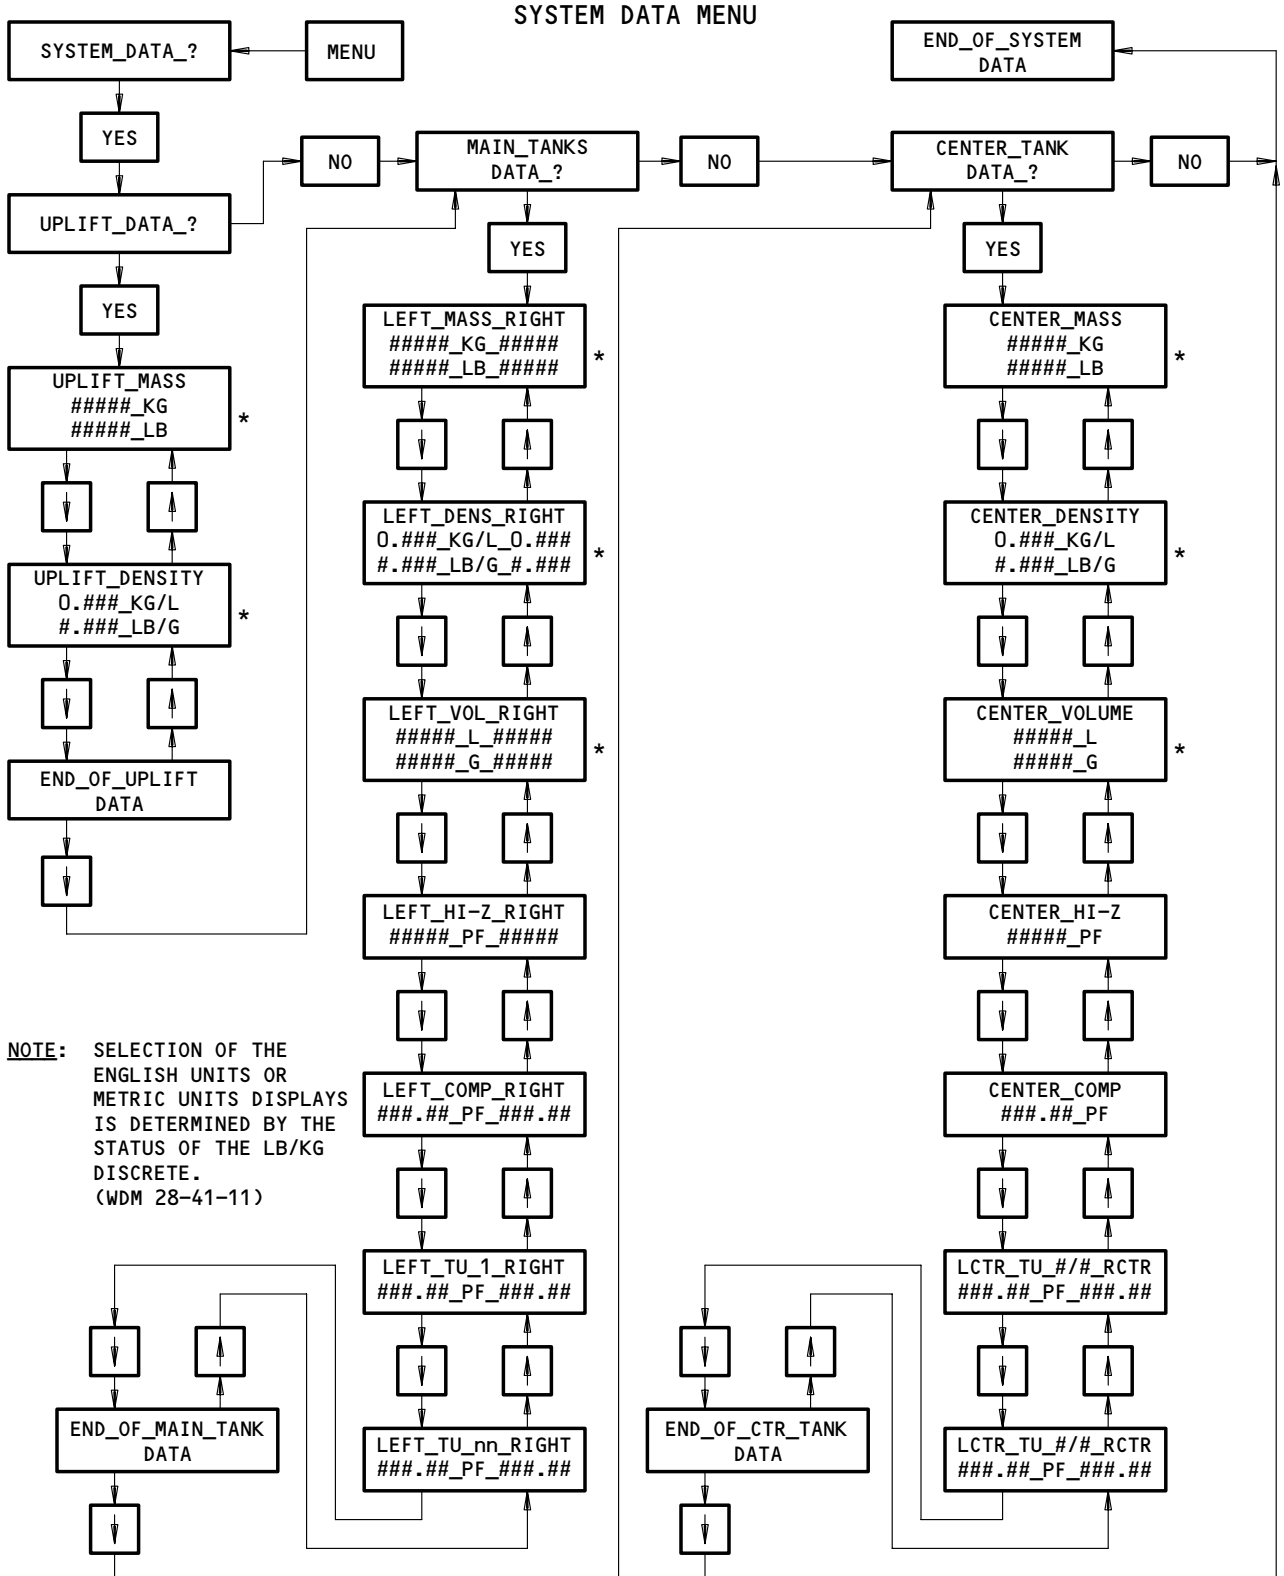 SYSTEM DATA MENU
SYSTEM_DATA_?
MENU
YES
UPLIFT_DATA_?
YES
UPLIFT_MASS
#####_KG
#####_LB
*
UPLIFT_DENSITY
0.###_KG/L
#.###_LB/G
*
END_OF_UPLIFT
DATA
NO
MAIN_TANKS
DATA_?
YES
LEFT_MASS_RIGHT
#####_KG_#####
#####_LB_#####
*
LEFT_DENS_RIGHT
0.###_KG/L_0.###
#.###_LB/G_#.###
*
LEFT_VOL_RIGHT
#####_L_#####
#####_G_#####
*
LEFT_HI-Z_RIGHT
#####_PF_#####
LEFT_COMP_RIGHT
###.##_PF_###.##
LEFT_TU_1_RIGHT
###.##_PF_###.##
LEFT_TU_nn_RIGHT
###.##_PF_###.##
END_OF_MAIN_TANK
DATA
NO
CENTER_TANK
DATA_?
NO
END_OF_SYSTEM
DATA
YES
CENTER_MASS
#####_KG
#####_LB
*
CENTER_DENSITY
0.###_KG/L
#.###_LB/G
*
CENTER_VOLUME
#####_L
#####_G
*
CENTER_HI-Z
#####_PF
CENTER_COMP
###.##_PF
LCTR_TU_#/#_RCTR
###.##_PF_###.##
LCTR_TU_#/#_RCTR
###.##_PF_###.##
END_OF_CTR_TANK
DATA
NOTE: SELECTION OF THE
ENGLISH UNITS OR
METRIC UNITS DISPLAYS
IS DETERMINED BY THE
STATUS OF THE LB/KG
DISCRETE.
(WDM 28-41-11)